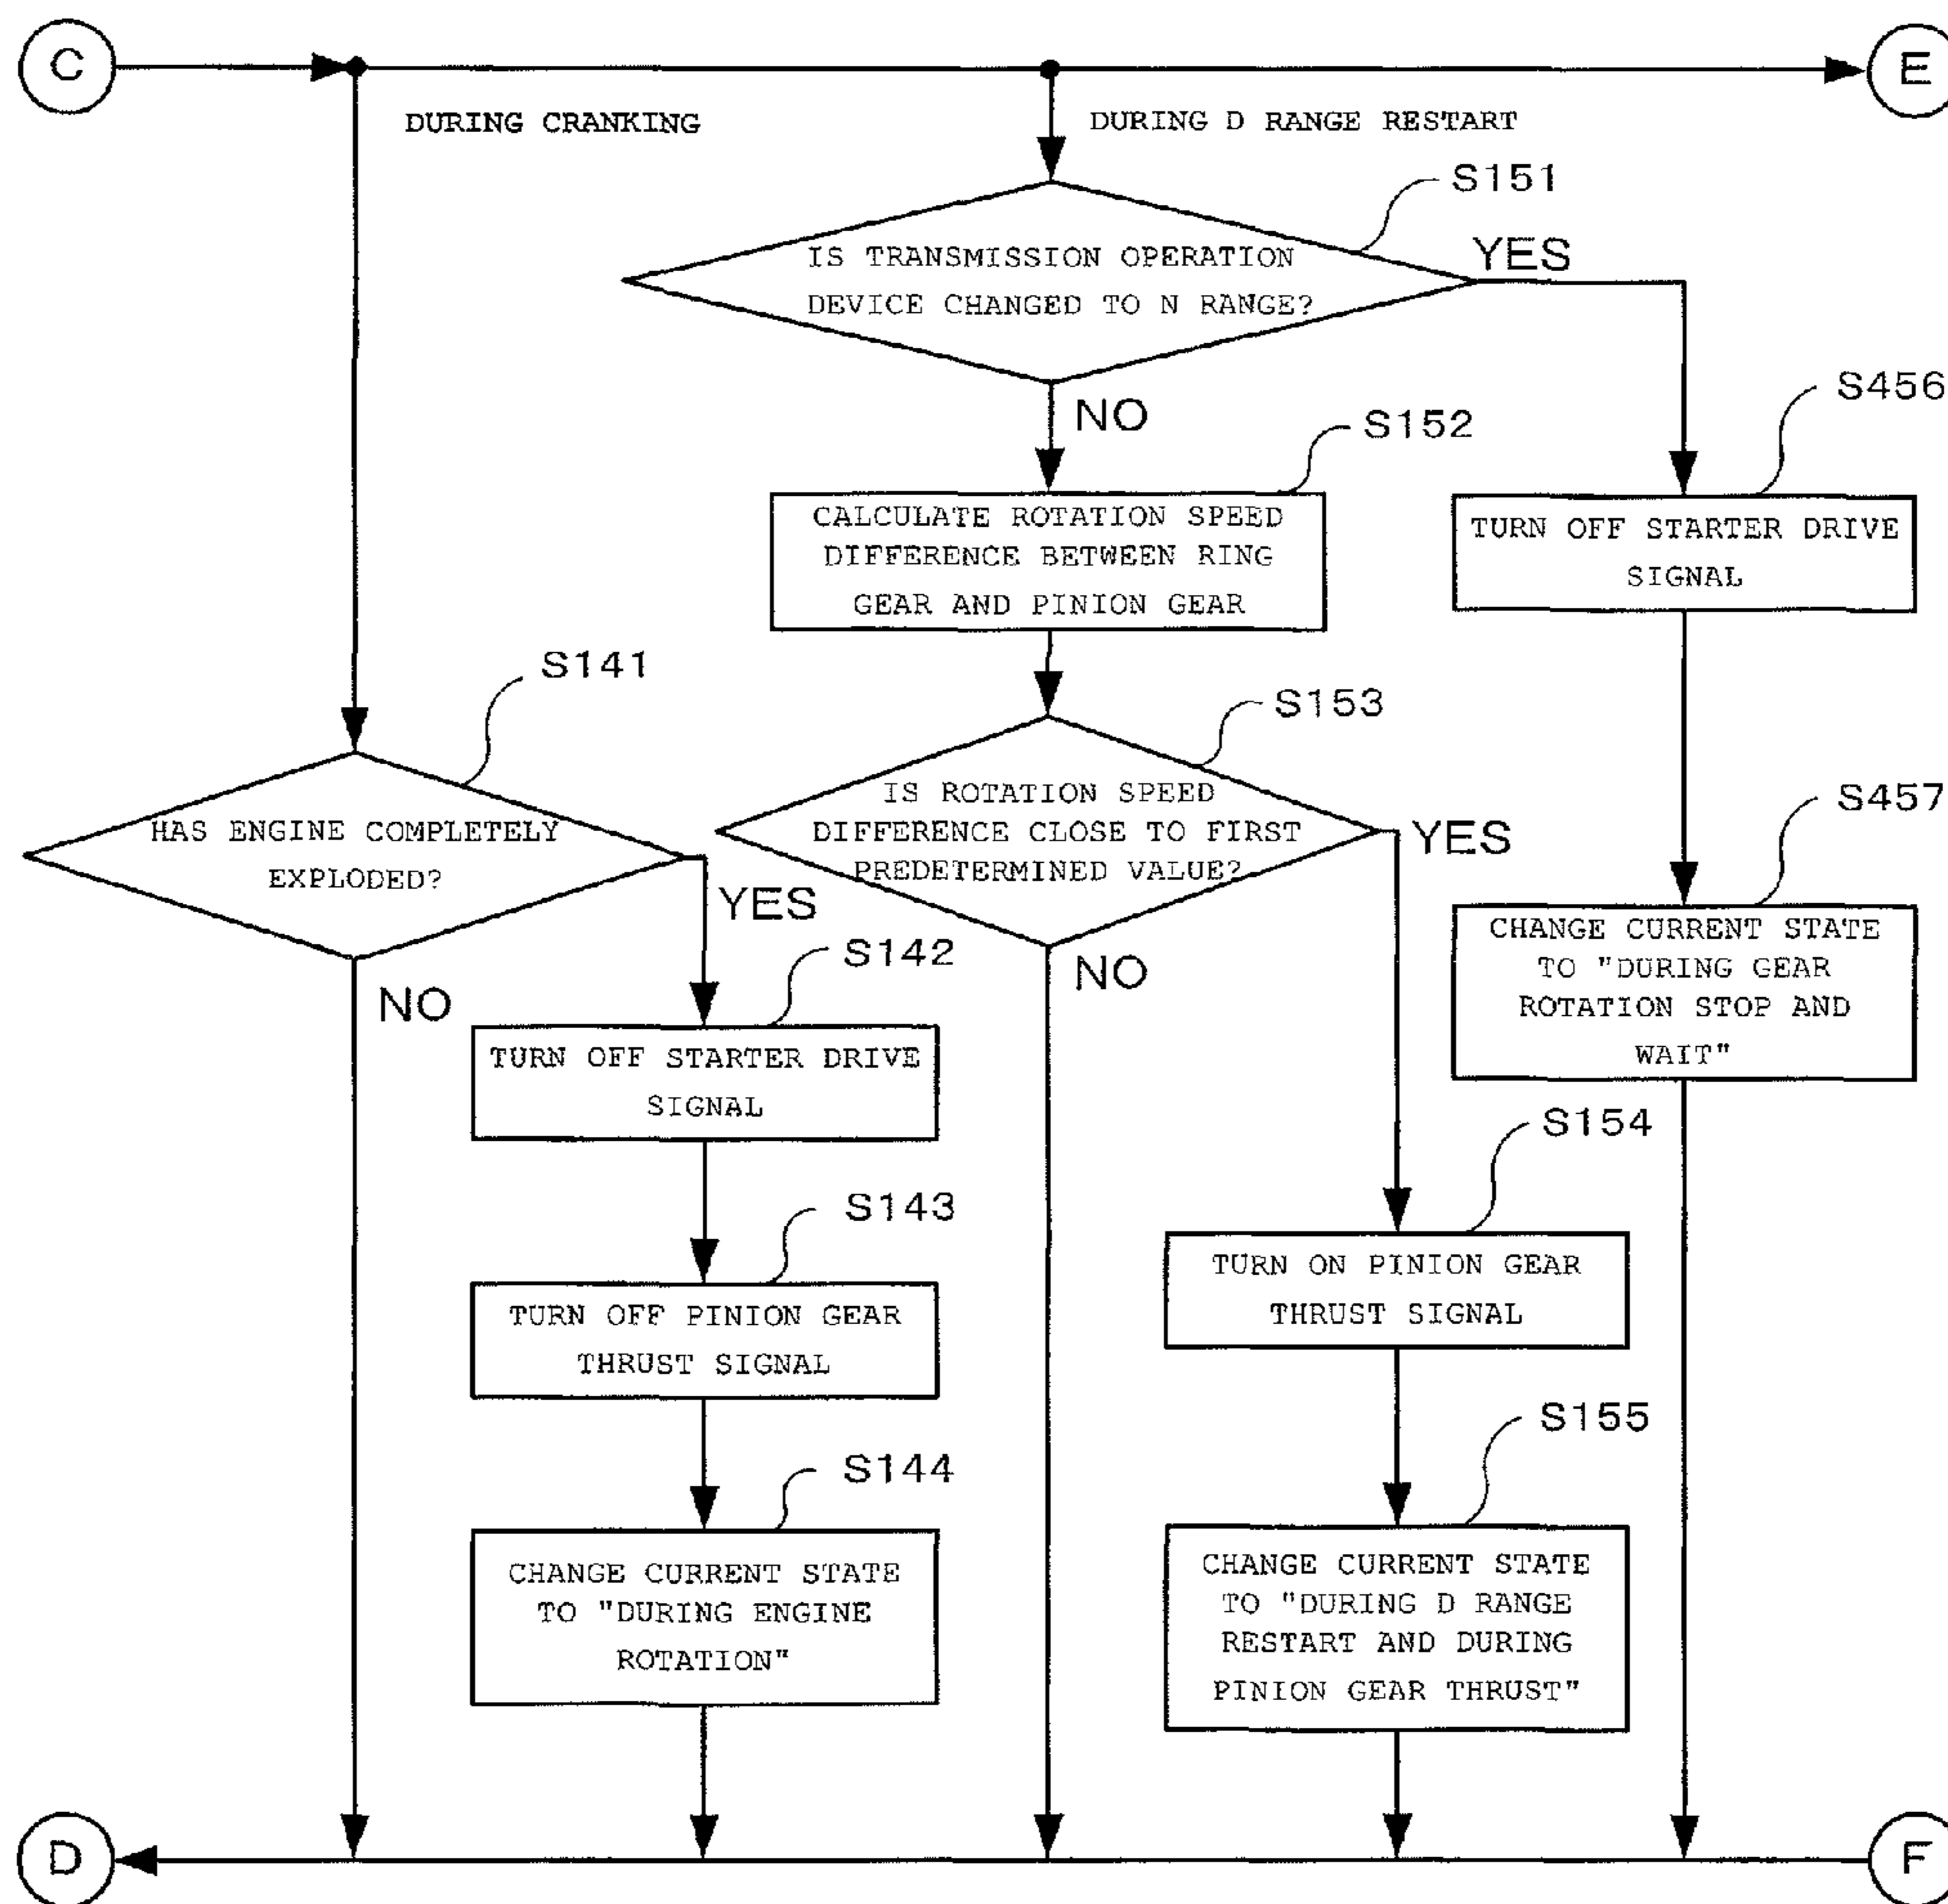 C
E
DURING CRANKING
DURING D RANGE RESTART
S151
IS TRANSMISSION OPERATION
DEVICE CHANGED TO N RANGE?
YES
NO
S456
TURN OFF STARTER DRIVE
SIGNAL
S152
CALCULATE ROTATION SPEED
DIFFERENCE BETWEEN RING
GEAR AND PINION GEAR
S141
HAS ENGINE COMPLETELY
EXPLODED?
YES
NO
S153
IS ROTATION SPEED
DIFFERENCE CLOSE TO FIRST
PREDETERMINED VALUE?
YES
NO
S457
CHANGE CURRENT STATE
TO "DURING GEAR
ROTATION STOP AND
WAIT"
S142
TURN OFF STARTER DRIVE
SIGNAL
S143
TURN OFF PINION GEAR
THRUST SIGNAL
S144
CHANGE CURRENT STATE
TO "DURING ENGINE
ROTATION"
S154
TURN ON PINION GEAR
THRUST SIGNAL
S155
CHANGE CURRENT STATE
TO "DURING D RANGE
RESTART AND DURING
PINION GEAR THRUST"
D
F